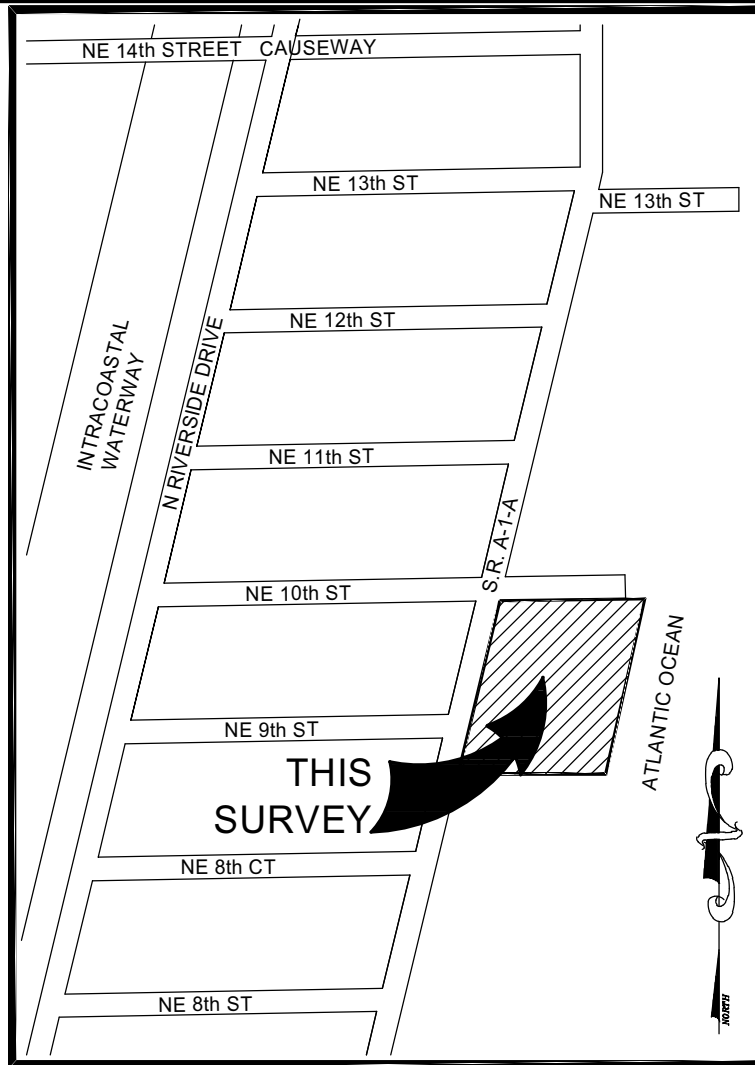 NE 14th STREET CAUSEWAY
NE 13th ST
NE 13th ST
NE 12th ST
INTRACOASTAL
WATERWAY
N RIVERSIDE DRIVE
NE 11th ST
S.R. A-1-A
NE 10th ST
ATLANTIC OCEAN
NE 9th ST
THIS
SURVEY
NE 8th CT
NE 8th ST
NORTH